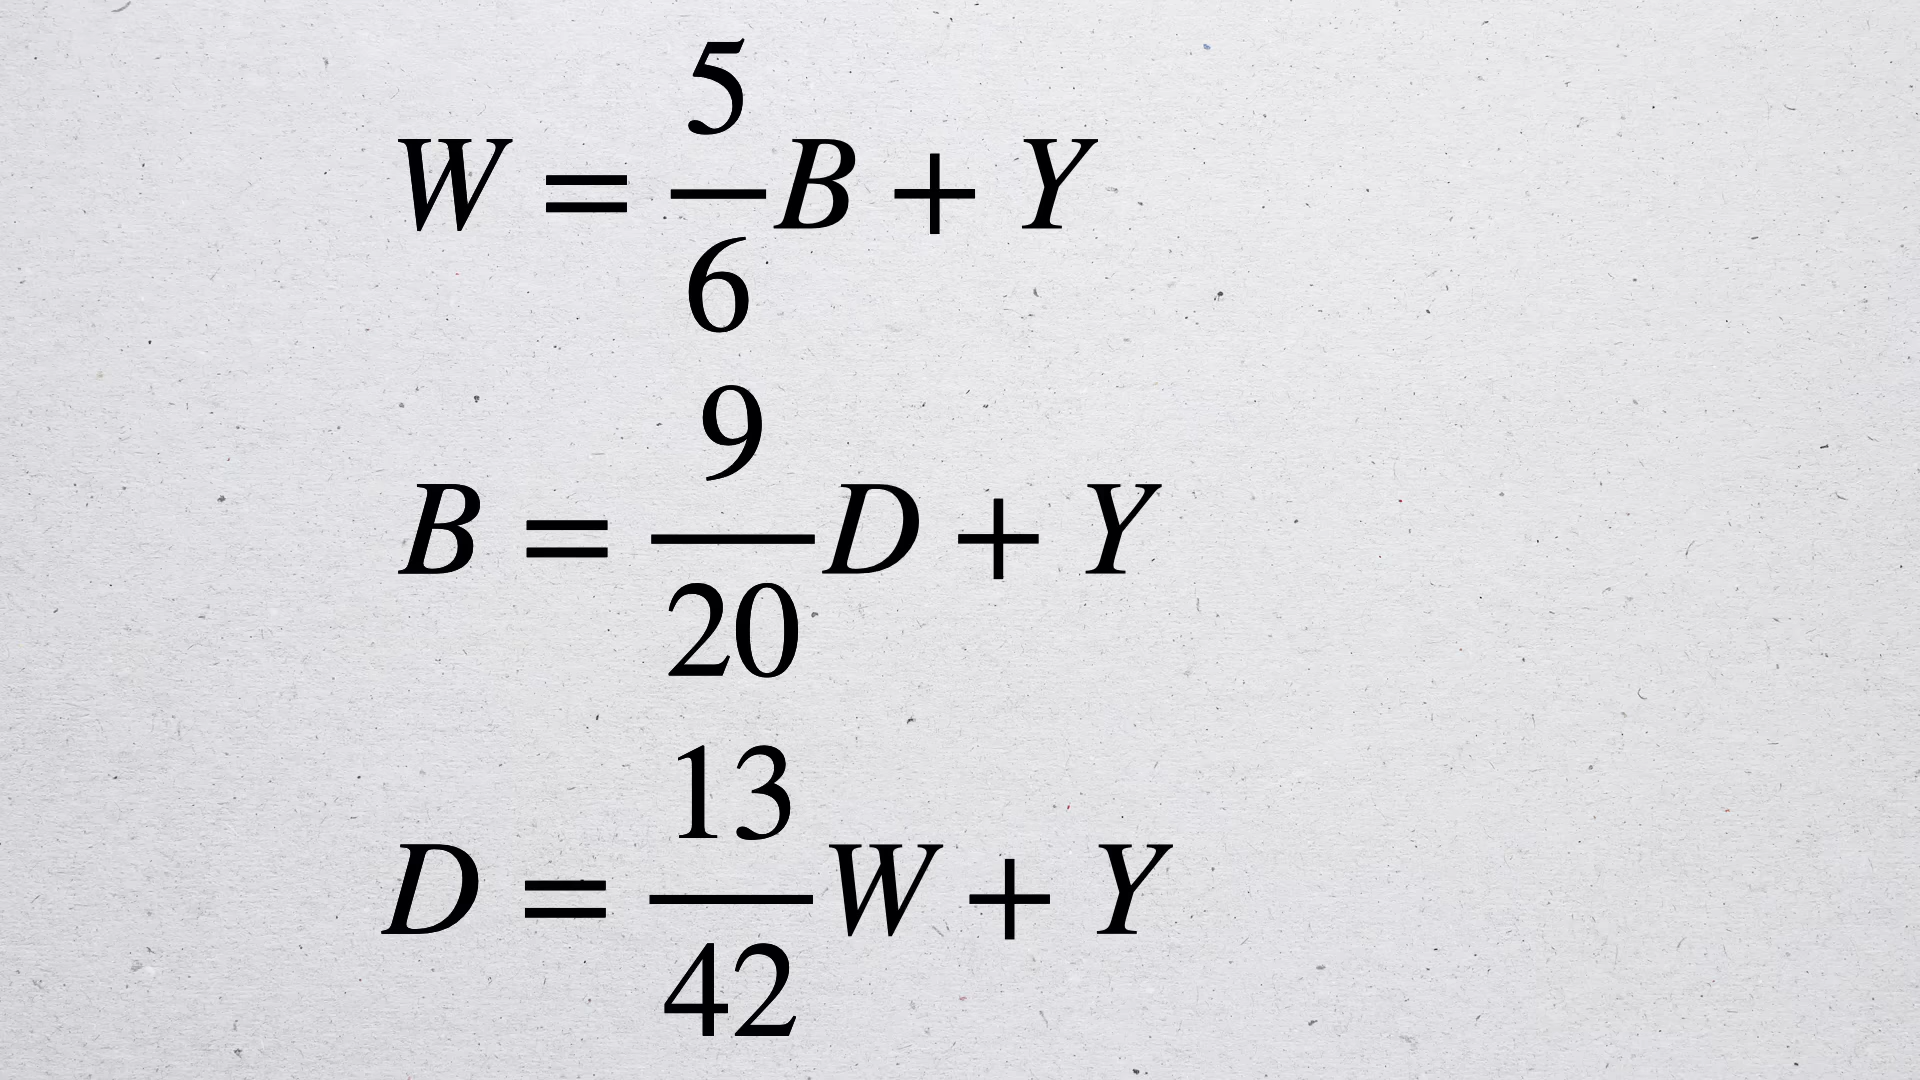 W = 5/6 B + Y
B = 9/20 D + Y
D = 13/42 W + Y